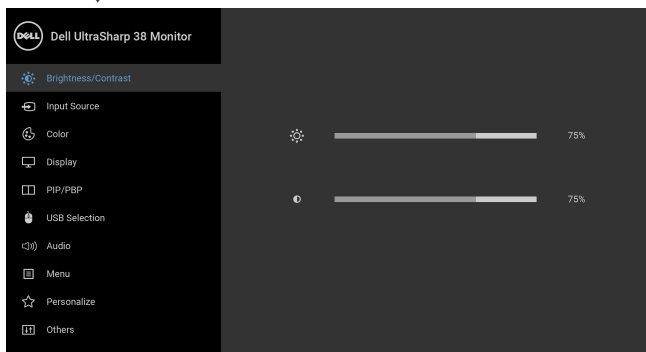 DELL
Dell UltraSharp 38 Monitor
Brightness/Contrast
Input Source
Color
75%
Display
PIP/PBP
75%
USB Selection
Audio
Menu
Personalize
Others